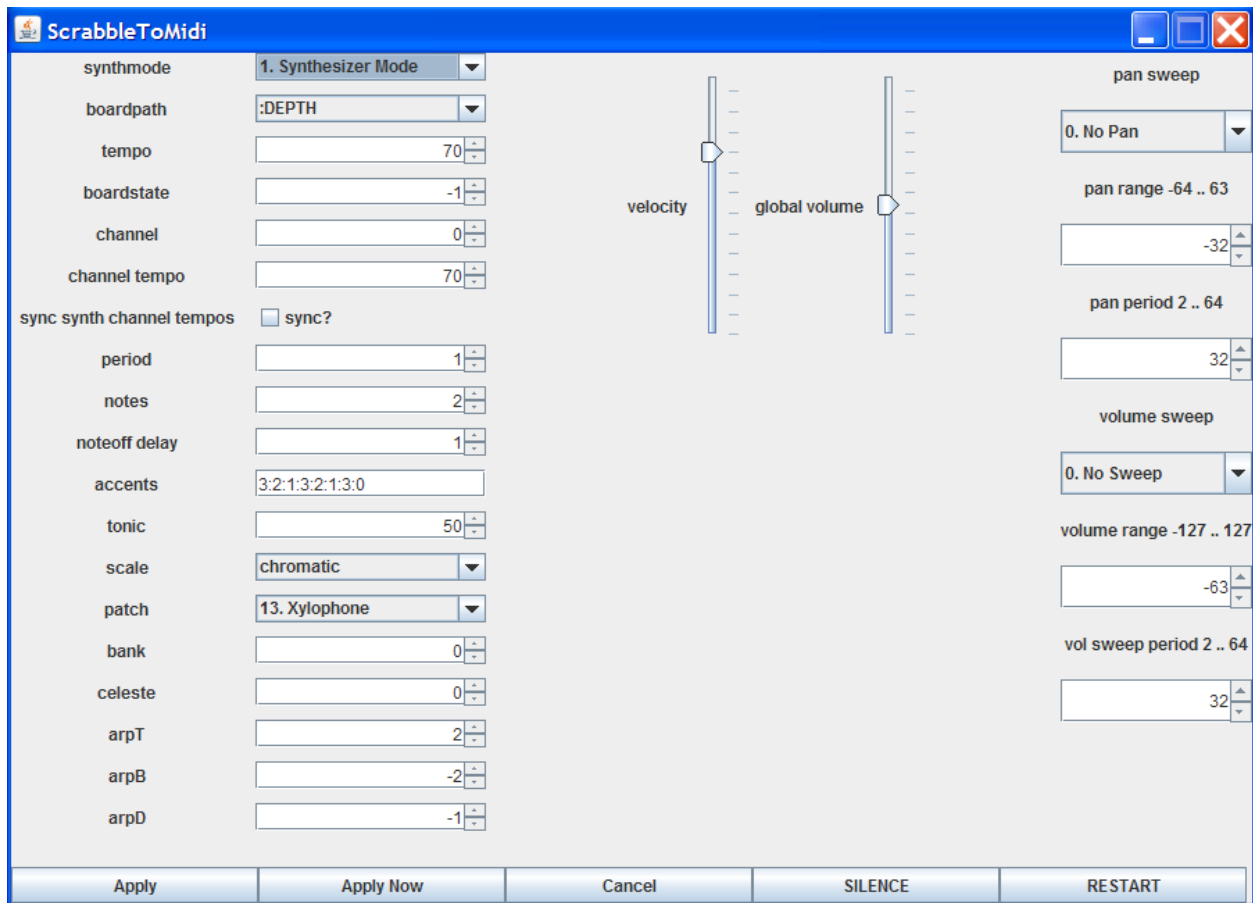 ScrabbleToMidi
synthmode 1. Synthesizer Mode
boardpath :DEPTH
tempo 70
boardstate -1
channel 0
channel tempo 70
sync synth channel tempos sync?
period 1
notes 2
noteoff delay 1
accents 3:2:1:3:2:1:3:0
tonic 50
scale chromatic
patch 13. Xylophone
bank 0
celeste 0
arpT 2
arpB -2
arpD -1
velocity
global volume
pan sweep
0. No Pan
pan range -64 .. 63
-32
pan period 2 .. 64
32
volume sweep
0. No Sweep
volume range -127 .. 127
-63
vol sweep period 2 .. 64
32
Apply Apply Now Cancel SILENCE RESTART